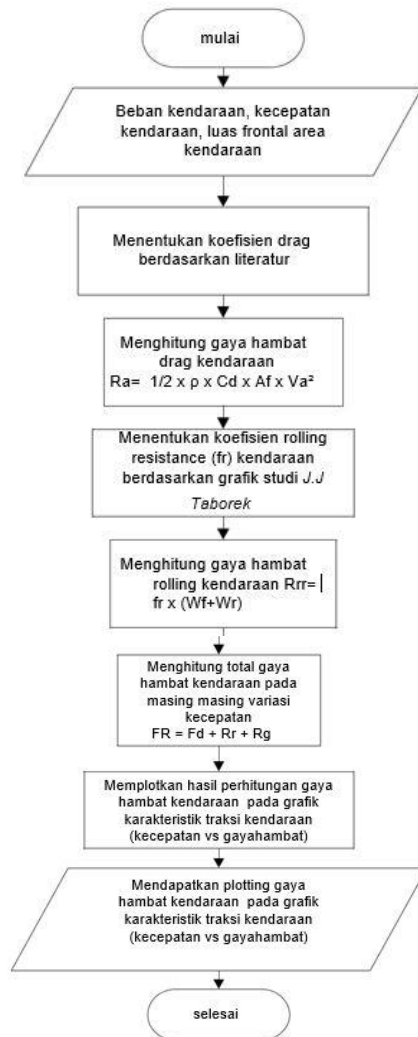 mulai
Beban kendaraan, kecepatan
kendaraan, luas frontal area
kendaraan
Menentukan koefisien drag
berdasarkan literatur
Menghitung gaya hambat
drag kendaraan
Ra= 1/2 x ρ x Cd x Af x Va²
Menentukan koefisien rolling
resistance (fr) kendaraan
berdasarkan grafik studi J.J
Taborek
Menghitung gaya hambat
rolling kendaraan Rrr=
fr x (Wf+Wr)
Menghitung total gaya
hambat kendaraan pada
masing masing variasi
kecepatan
FR = Fd + Rr + Rg
Memplotkan hasil perhitungan gaya
hambat kendaraan pada grafik
karakteristik traksi kendaraan
(kecepatan vs gayahambat)
Mendapatkan plotting gaya
hambat kendaraan pada grafik
karakteristik traksi kendaraan
(kecepatan vs gayahambat)
selesai